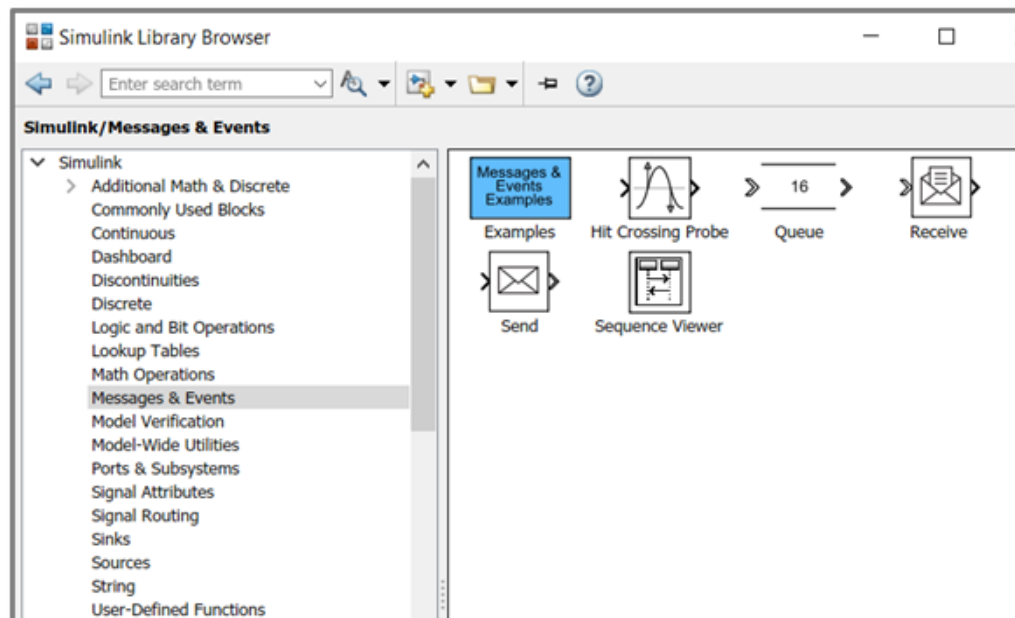 Simulink Library Browser
Enter search term
Simulink/Messages & Events
Simulink
Additional Math & Discrete
Commonly Used Blocks
Continuous
Dashboard
Discontinuities
Discrete
Logic and Bit Operations
Lookup Tables
Math Operations
Messages & Events
Model Verification
Model-Wide Utilities
Ports & Subsystems
Signal Attributes
Signal Routing
Sinks
Sources
String
User-Defined Functions
Messages &
Events
Examples
Examples
Hit Crossing Probe
16
Queue
Receive
Send
Sequence Viewer